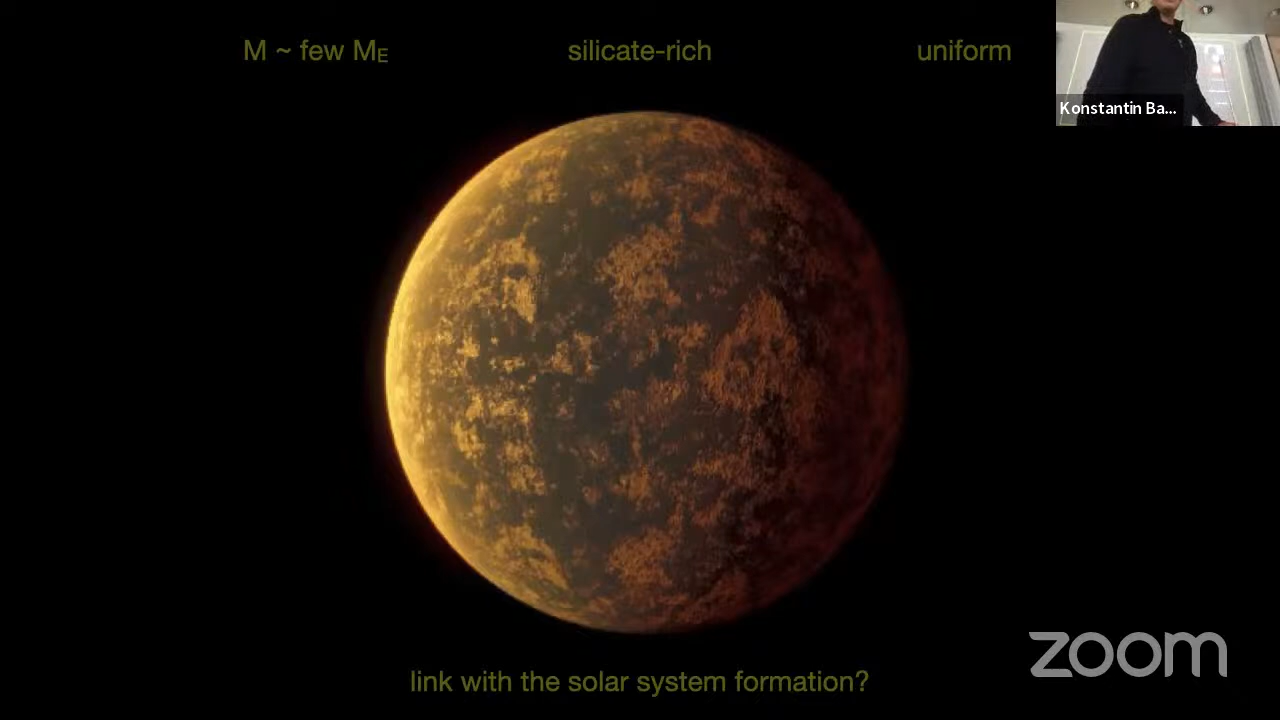 M ~ few ME
silicate-rich
uniform
Konstantin Ba...
link with the solar system formation?
zoom